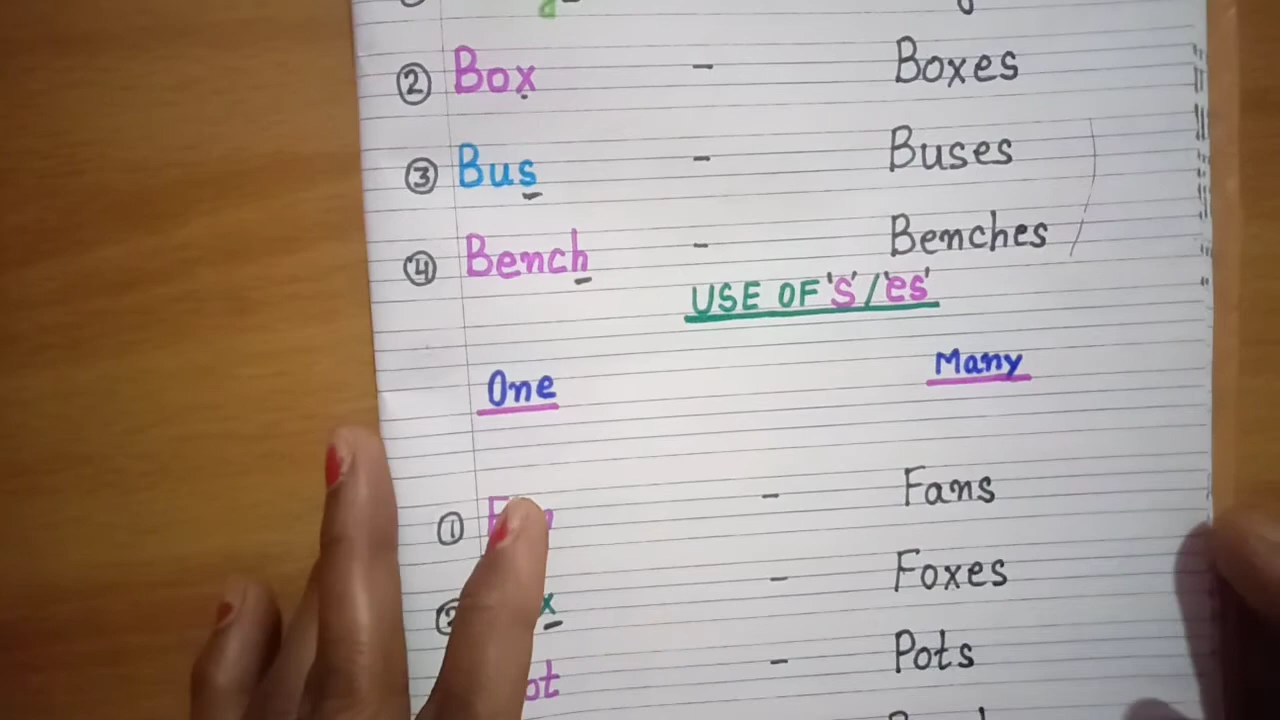 ② Box - Boxes
③ Bus - Buses
④ Bench - Benches
USE OF 's' / 'es'
One Many
① - Fans
- Foxes
- Pots